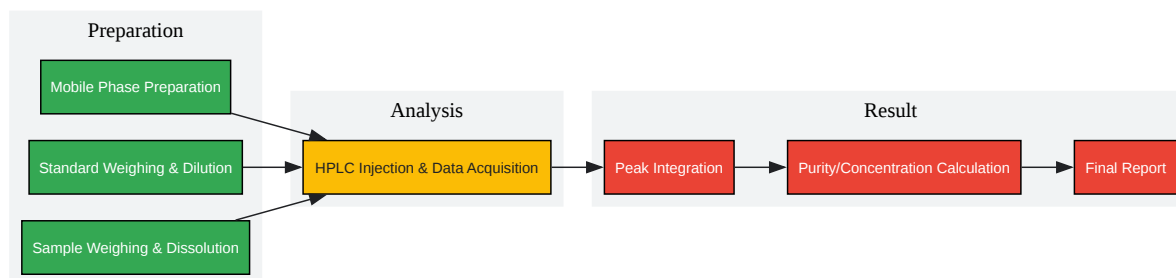 Preparation
Mobile Phase Preparation
Standard Weighing & Dilution
Sample Weighing & Dissolution
Analysis
HPLC Injection & Data Acquisition
Result
Peak Integration
Purity/Concentration Calculation
Final Report